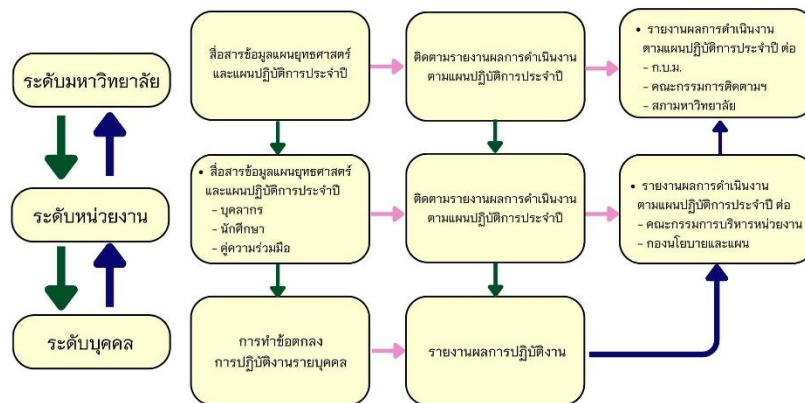 ระดับมหาวิทยาลัย
สื่อสารข้อมูลแผนยุทธศาสตร์
และแผนปฏิบัติการประจำปี
ติดตามรายงานผลการดำเนินงาน
ตามแผนปฏิบัติการประจำปี
• รายงานผลการดำเนินงาน
ตามแผนปฏิบัติการประจำปี ต่อ
– ก.บ.ม.
– คณะกรรมการติดตามฯ
– สภามหาวิทยาลัย
ระดับหน่วยงาน
• สื่อสารข้อมูลแผนยุทธศาสตร์
และแผนปฏิบัติการประจำปี
– บุคลากร
– นักศึกษา
– คู่ความร่วมมือ
ติดตามรายงานผลการดำเนินงาน
ตามแผนปฏิบัติการประจำปี
• รายงานผลการดำเนินงาน
ตามแผนปฏิบัติการประจำปี ต่อ
– คณะกรรมการบริหารหน่วยงาน
– กองนโยบายและแผน
ระดับบุคคล
การทำข้อตกลง
การปฏิบัติงานรายบุคคล
รายงานผลการปฏิบัติงาน